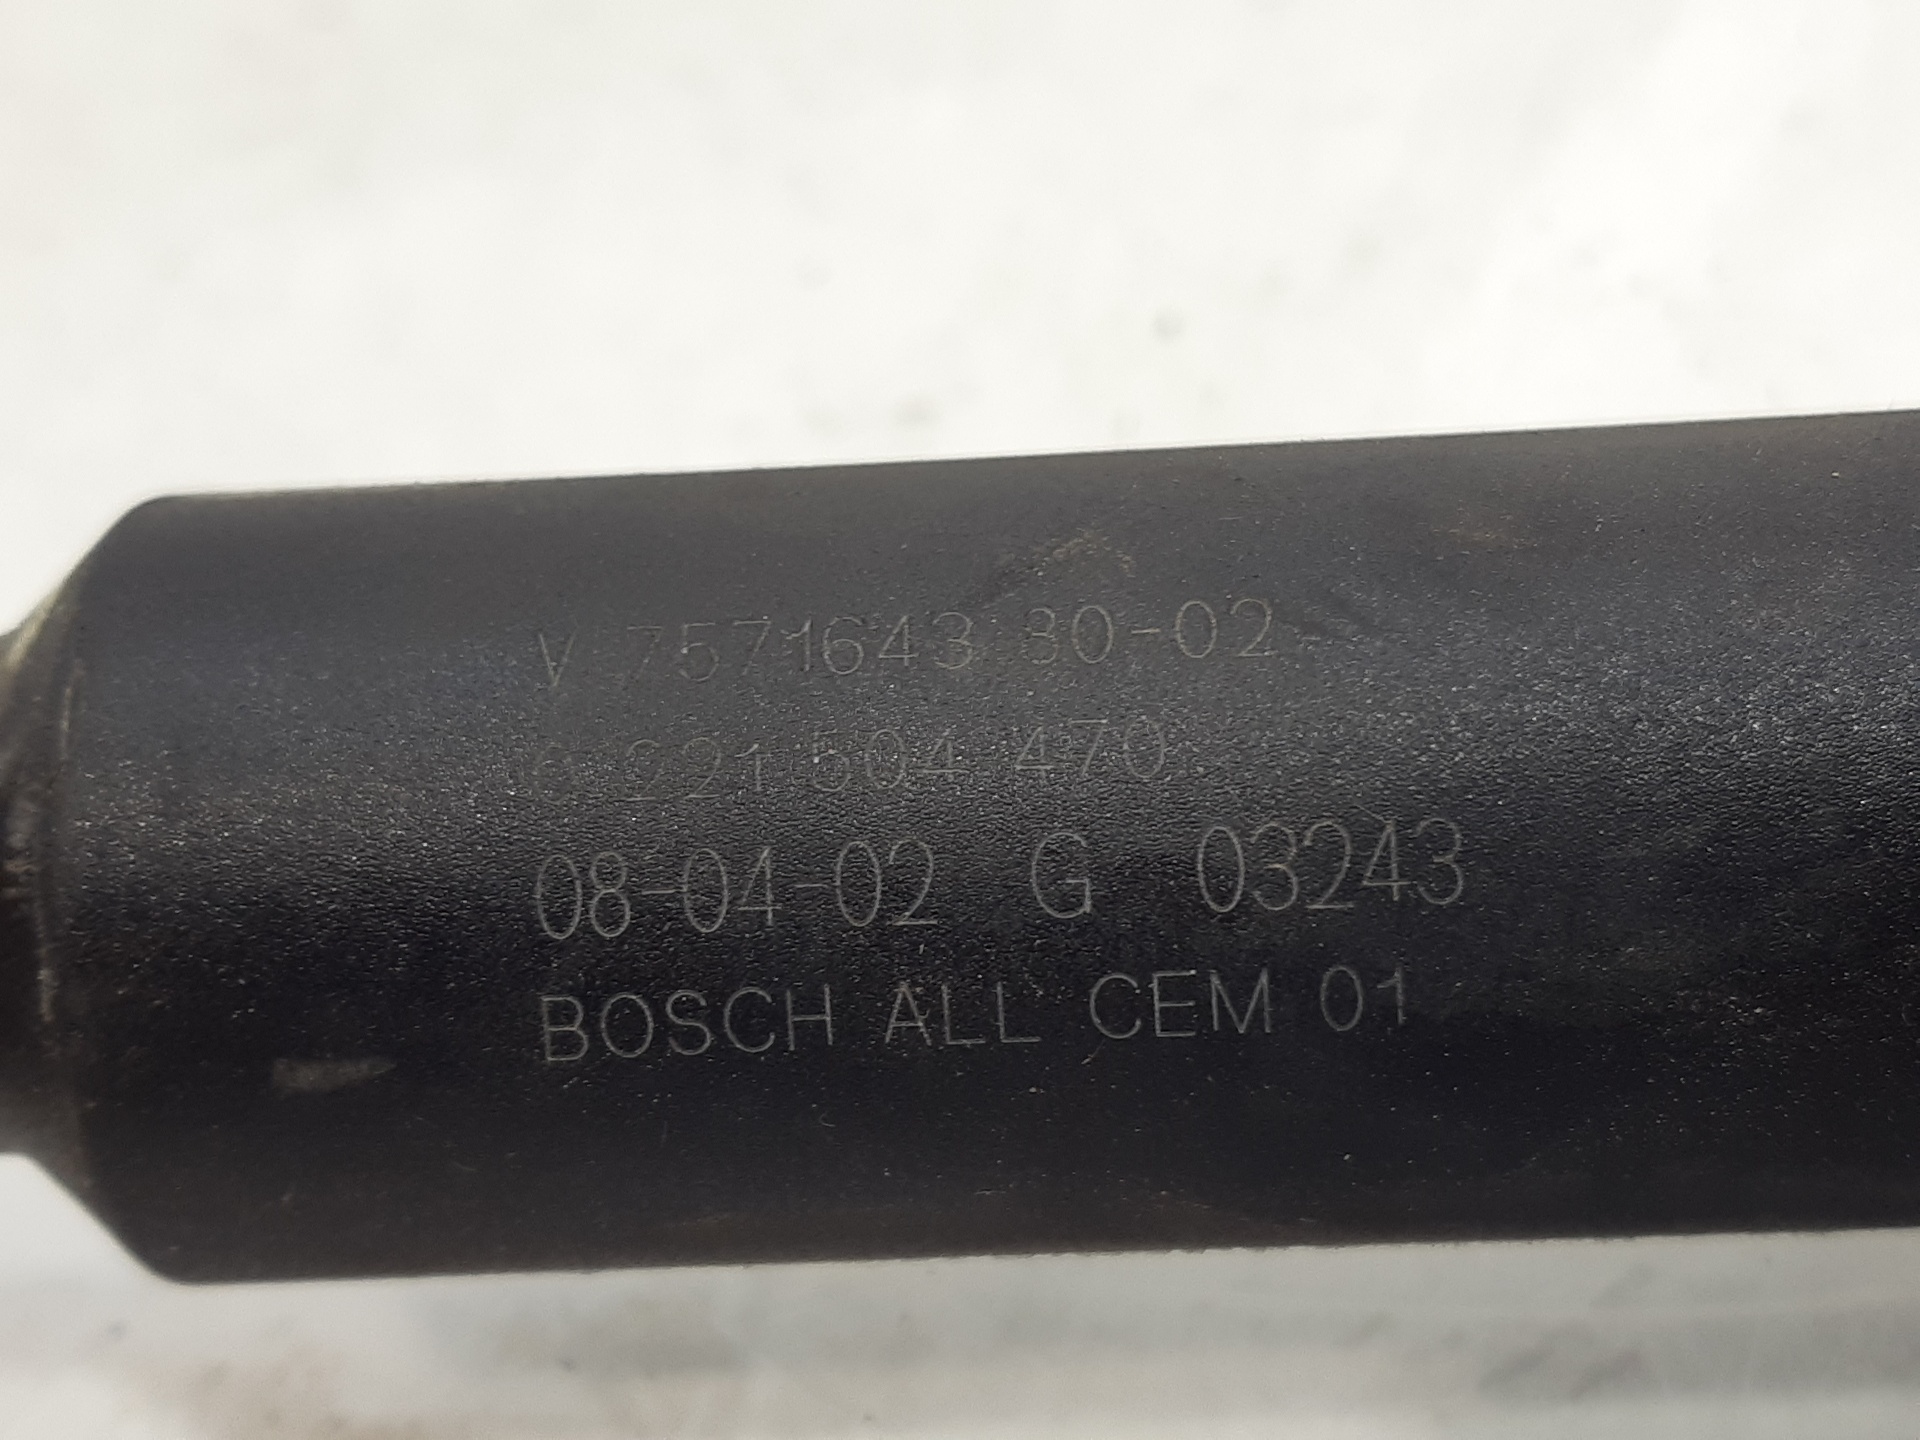 V 7571643 80-02
0 221 504 470
08-04-02 G 03243
BOSCH ALL CEM 01